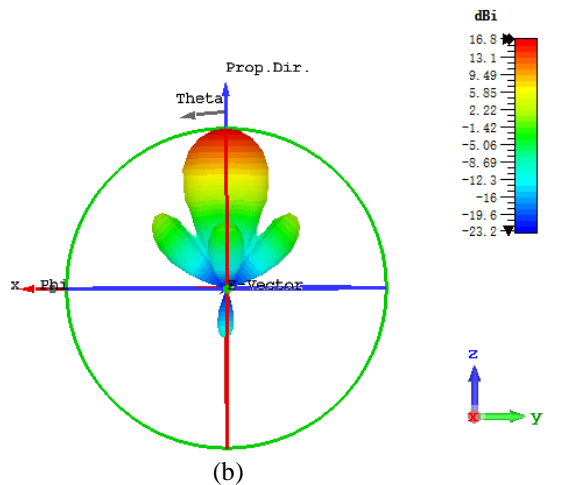 dBi
16.8
13.1
9.49
5.85
2.22
-1.42
-5.06
-8.69
-12.3
-16
-19.6
-23.2
Prop.Dir.
Theta
x Phi
E-Vector
z
x
y
(b)